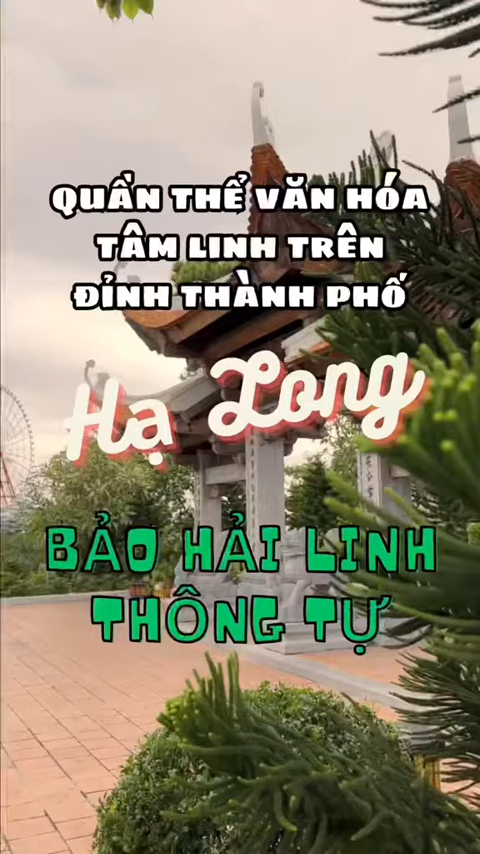 QUẦN THỂ VĂN HÓA
TÂM LINH TRÊN
ĐỈNH THÀNH PHỐ
Hạ Long
BẢO HẢI LINH
THÔNG TỰ